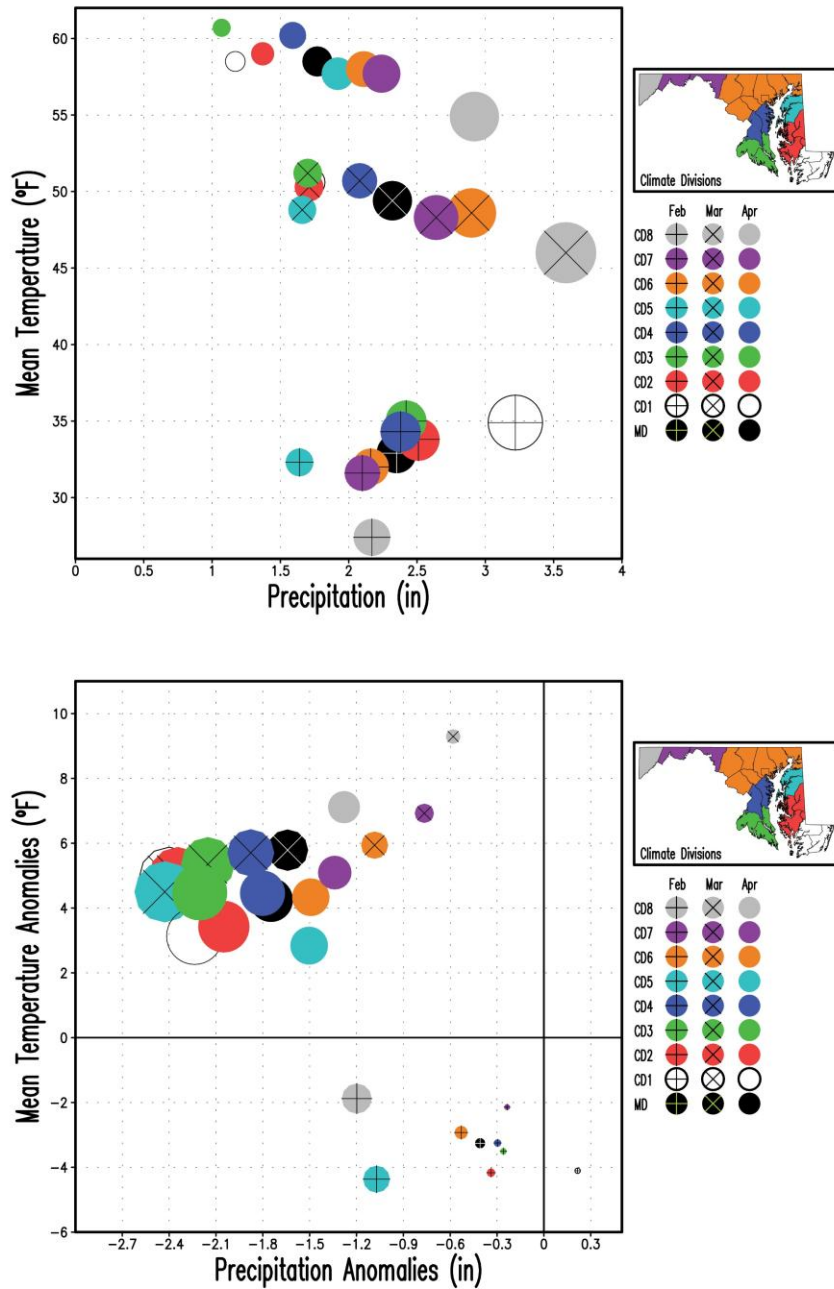 60
55
50
45
40
35
30
0 0.5 1 1.5 2 2.5 3 3.5 4
Mean Temperature (°F)
Precipitation (in)
Climate Divisions
Feb Mar Apr
CD8
CD7
CD6
CD5
CD4
CD3
CD2
CD1
MD
10
8
6
4
2
0
−2
−4
−6
−2.7 −2.4 −2.1 −1.8 −1.5 −1.2 −0.9 −0.6 −0.3 0 0.3
Mean Temperature Anomalies (°F)
Precipitation Anomalies (in)
Climate Divisions
Feb Mar Apr
CD8
CD7
CD6
CD5
CD4
CD3
CD2
CD1
MD